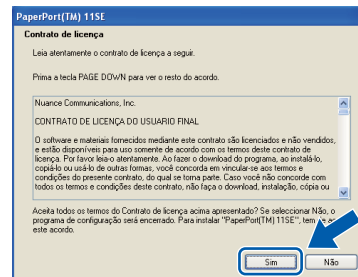 PaperPort(TM) 11SE
Contrato de licença
Leia atentamente o contrato de licença a seguir.
Prima a tecla PAGE DOWN para ver o resto do acordo.
Nuance Communications, Inc.
CONTRATO DE LICENÇA DO USUARIO FINAL
O software e materiais fornecidos mediante este contrato são licenciados e não vendidos,
e estão disponíveis para uso somente de acordo com os termos deste contrato de
licença. Por favor leia-o atentamente. Ao fazer o download do programa, ao instalá-lo,
copiá-lo ou usá-lo de outras formas, você concorda em vincular-se aos termos e
condições do presente contrato, do qual se torna parte. Caso você não concorde com
todos os termos e condições deste contrato, não faça o download, instalação, cópia ou
Aceita todos os termos do Contrato de licença acima apresentado? Se seleccionar Não, o
programa de configuração será encerrado. Para instalar "PaperPort(TM) 11SE", tem
este acordo.
Sim
Não